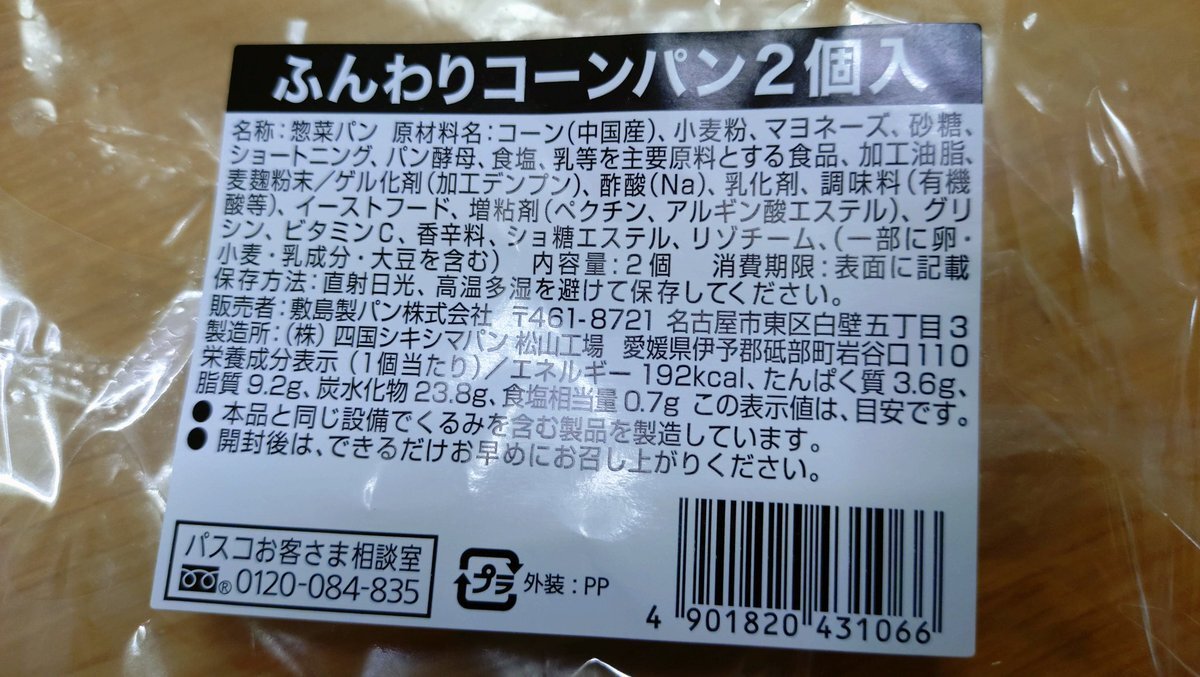 ふんわりコーンパン2個入
名称:惣菜パン 原材料名:コーン(中国産)、小麦粉、マヨネーズ、砂糖、
ショートニング、パン酵母、食塩、乳等を主要原料とする食品、加工油脂、
麦麹粉末/ゲル化剤(加工デンプン)、酢酸(Na)、乳化剤、調味料(有機
酸等)、イーストフード、増粘剤(ペクチン、アルギン酸エステル)、グリ
シン、ビタミンC、香辛料、ショ糖エステル、リゾチーム、(一部に卵・
小麦・乳成分・大豆を含む) 内容量:2個 消費期限:表面に記載
保存方法:直射日光、高温多湿を避けて保存してください。
販売者:敷島製パン株式会社 〒461-8721 名古屋市東区白壁五丁目3
製造所:(株)四国シキシマパン 松山工場 愛媛県伊予郡砥部町岩谷口110
栄養成分表示(1個当たり)/エネルギー192kcal、たんぱく質3.6g、
脂質9.2g、炭水化物23.8g、食塩相当量0.7g この表示値は、目安です。
● 本品と同じ設備でくるみを含む製品を製造しています。
● 開封後は、できるだけお早めにお召し上がりください。
パスコお客さま相談室
®0120-084-835
プラ 外装:PP
4 901820 431066